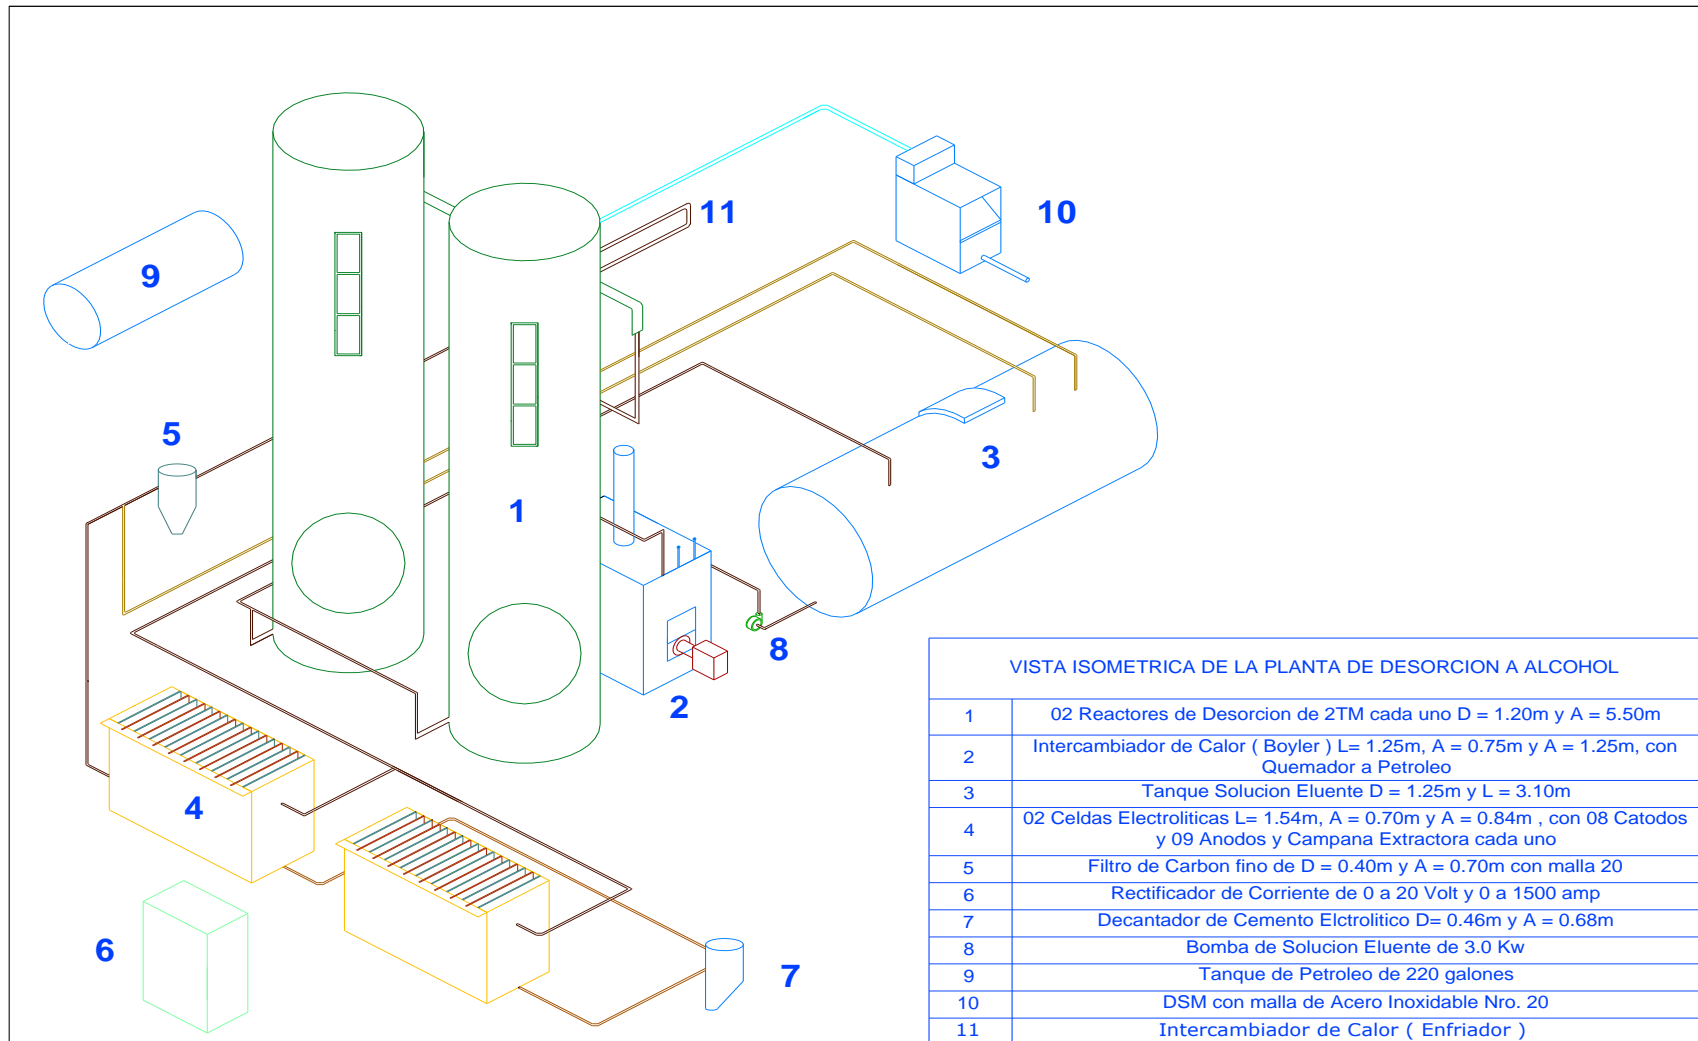 11
10
9
5
3
1
8
2
4
6
7
VISTA ISOMETRICA DE LA PLANTA DE DESORCION A ALCOHOL
1 02 Reactores de Desorcion de 2TM cada uno D = 1.20m y A = 5.50m
2 Intercambiador de Calor ( Boyler ) L= 1.25m, A = 0.75m y A = 1.25m, con
Quemador a Petroleo
3 Tanque Solucion Eluente D = 1.25m y L = 3.10m
4 02 Celdas Electroliticas L= 1.54m, A = 0.70m y A = 0.84m , con 08 Catodos
y 09 Anodos y Campana Extractora cada uno
5 Filtro de Carbon fino de D = 0.40m y A = 0.70m con malla 20
6 Rectificador de Corriente de 0 a 20 Volt y 0 a 1500 amp
7 Decantador de Cemento Elctrolitico D= 0.46m y A = 0.68m
8 Bomba de Solucion Eluente de 3.0 Kw
9 Tanque de Petroleo de 220 galones
10 DSM con malla de Acero Inoxidable Nro. 20
11 Intercambiador de Calor ( Enfriador )